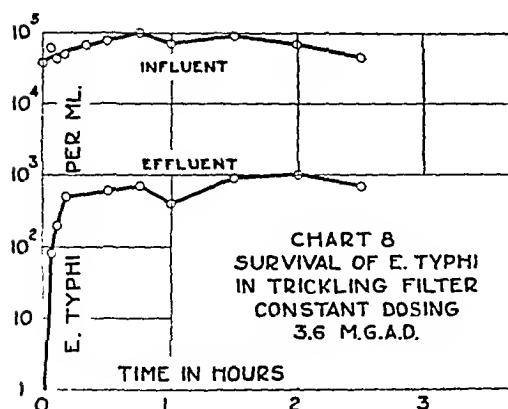 10⁵
INFLUENT
10⁴
PER ML.
EFFLUENT
10³
10²
CHART 8
SURVIVAL OF E. TYPHI
IN TRICKLING FILTER
CONSTANT DOSING
3.6 M.G.A.D.
10
E. TYPHI
TIME IN HOURS
1
0 1 2 3